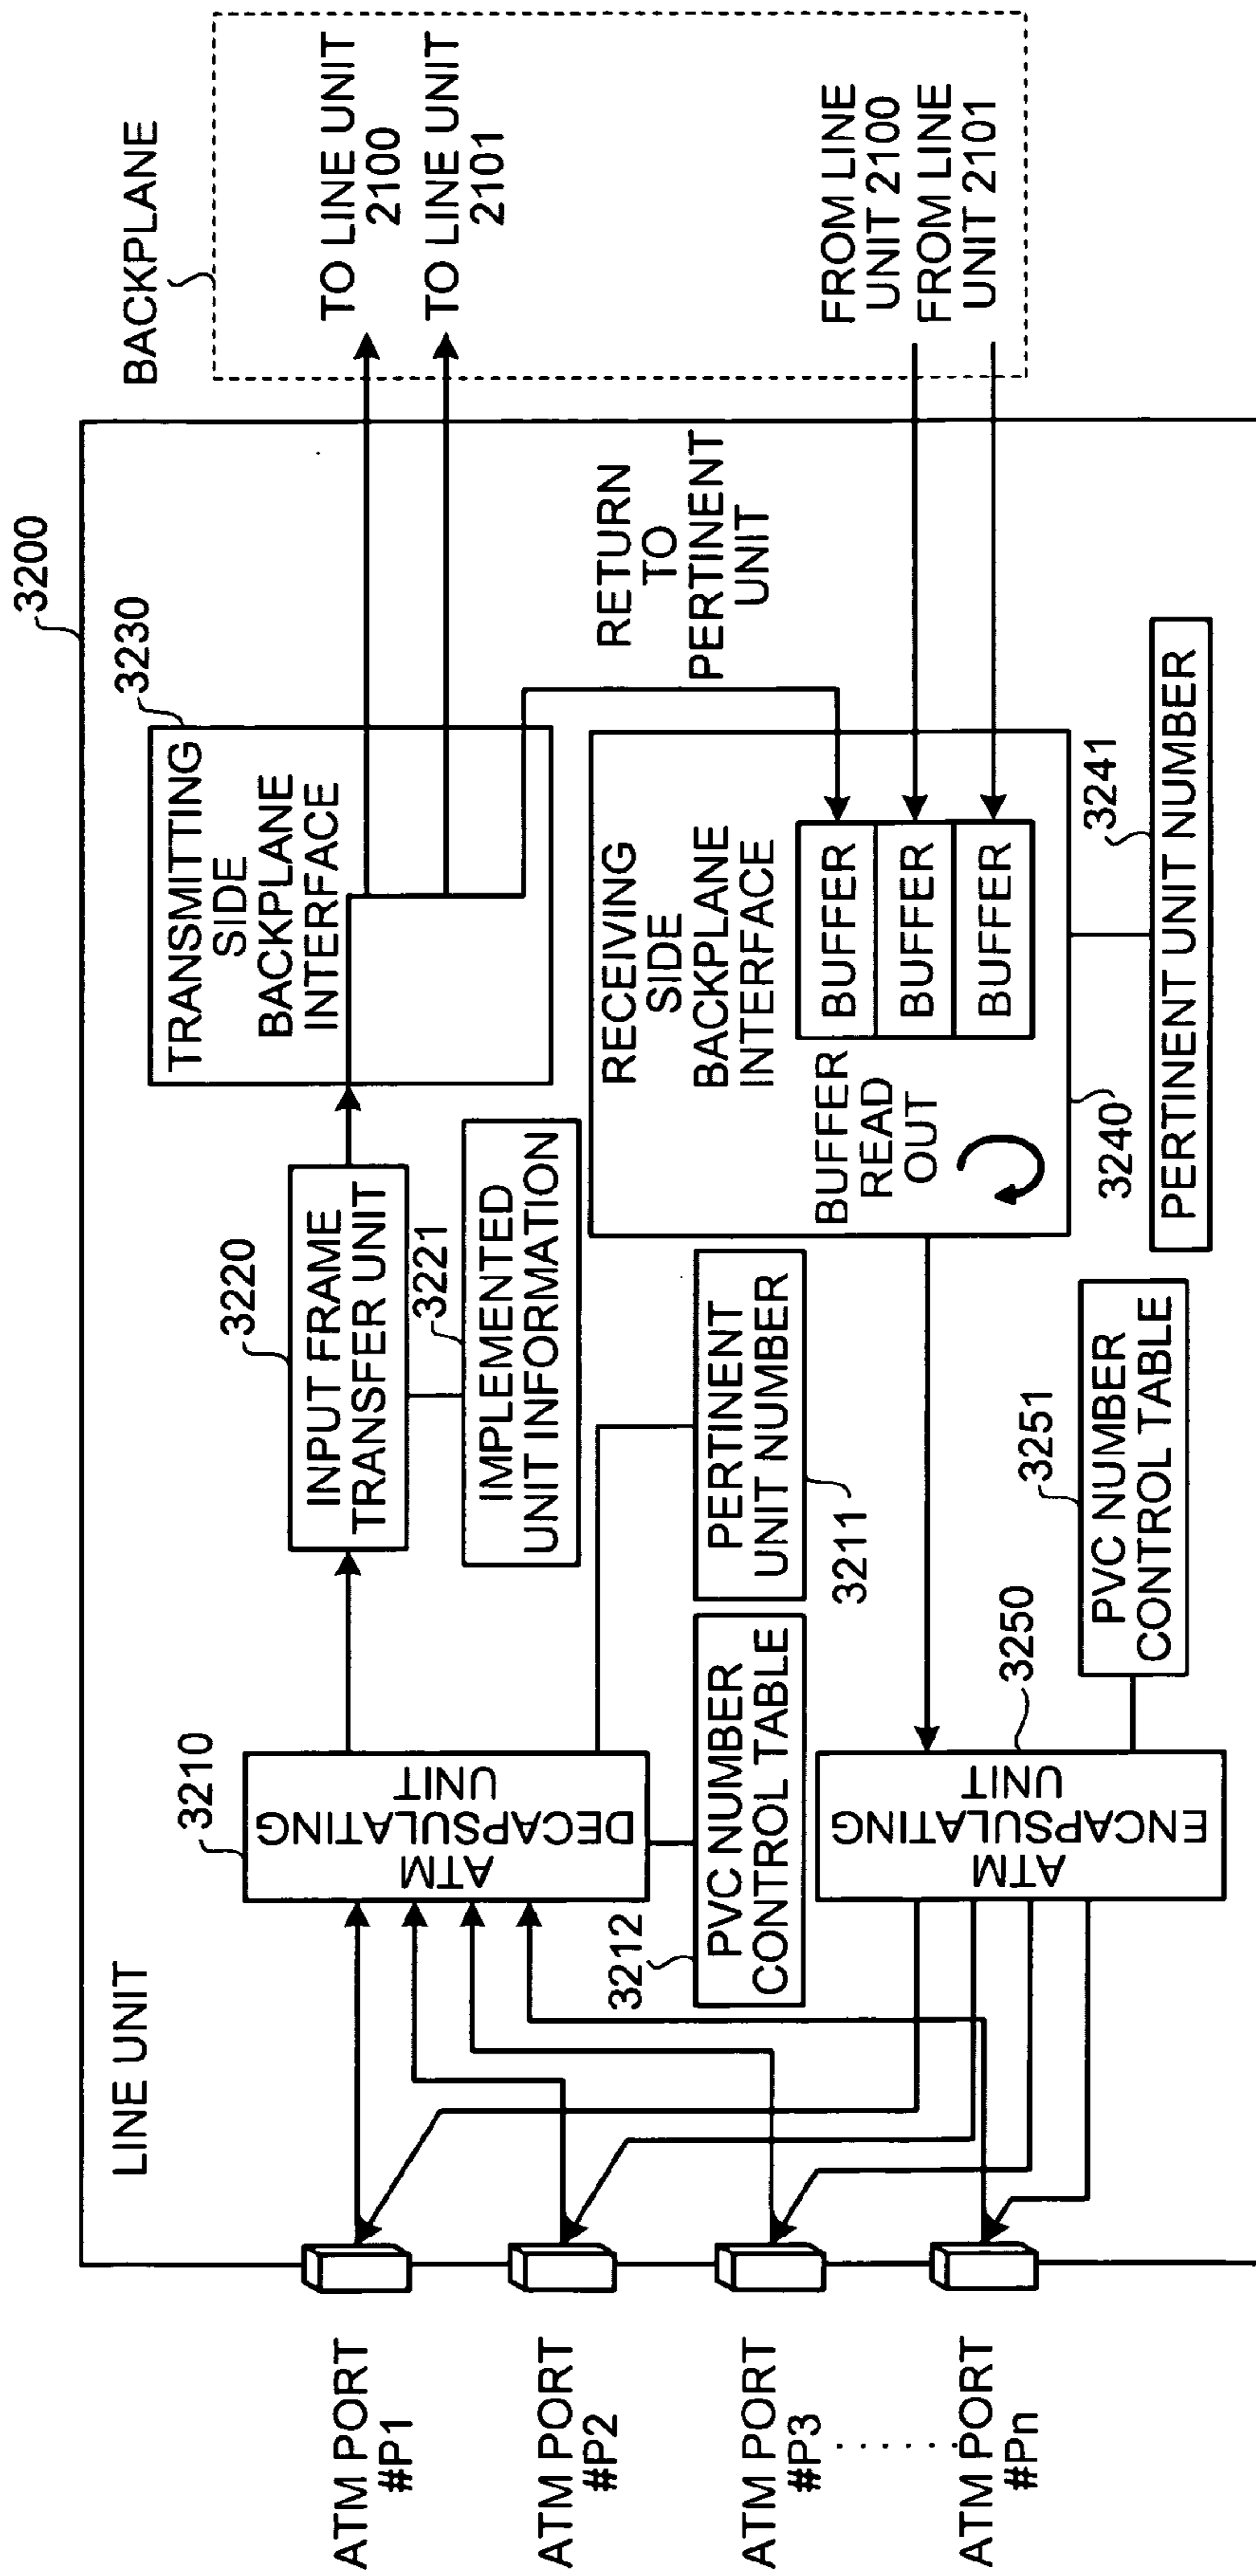 3200
LINE UNIT
BACKPLANE
ATM PORT
#P1
ATM PORT
#P2
ATM PORT
#P3
ATM PORT
#Pn
3210
ATM
DECAPSULATING
UNIT
3212
PVC NUMBER
CONTROL TABLE
3211
PERTINENT
UNIT NUMBER
3220
INPUT FRAME
TRANSFER UNIT
3221
IMPLEMENTED
UNIT INFORMATION
3230
TRANSMITTING
SIDE
BACKPLANE
INTERFACE
TO LINE UNIT
2100
TO LINE UNIT
2101
RETURN
TO
PERTINENT
UNIT
RECEIVING
SIDE
BACKPLANE
INTERFACE
BUFFER
BUFFER
BUFFER
BUFFER
READ
OUT
3240
3241
PERTINENT UNIT NUMBER
FROM LINE
UNIT 2100
FROM LINE
UNIT 2101
3250
ATM
ENCAPSULATING
UNIT
3251
PVC NUMBER
CONTROL TABLE